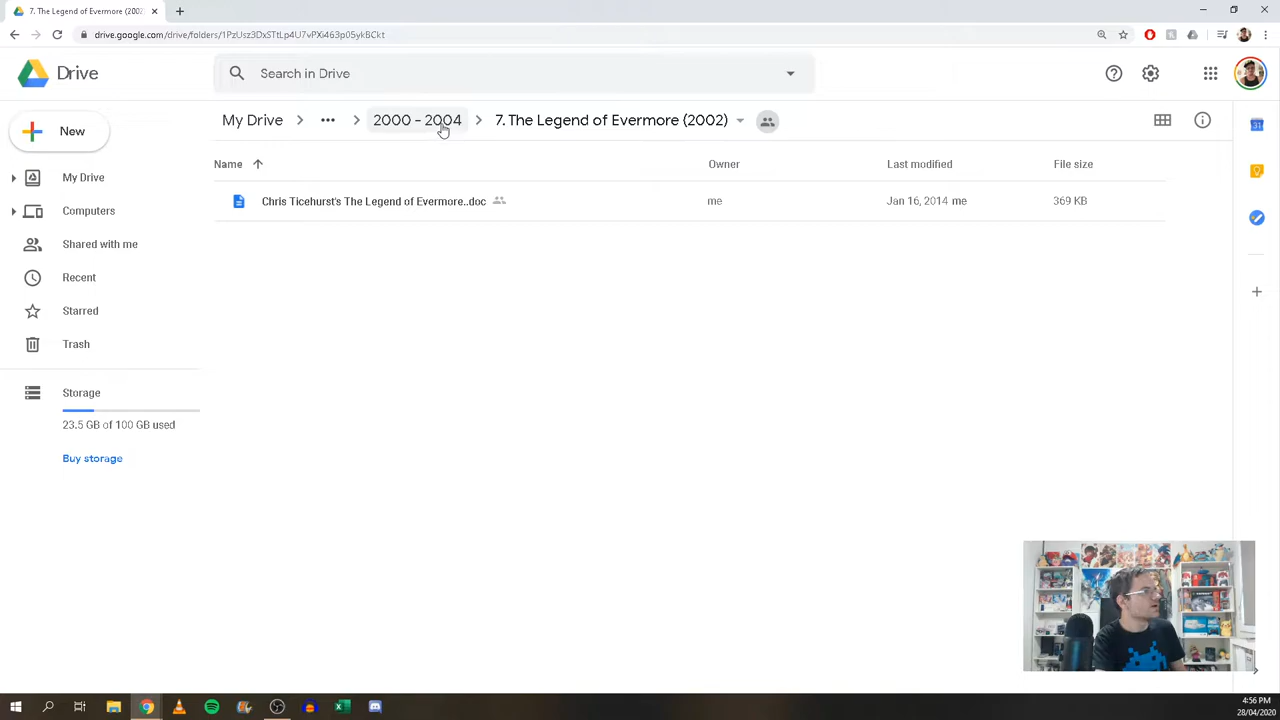 7. The Legend of Evermore (2002
drive.google.com/drive/folders/1PzUsz3DxSTtLp4U7vPXi463p05ykBCkt
Drive
Search in Drive
New
My Drive
2000 - 2004
7. The Legend of Evermore (2002)
Name
Owner
Last modified
File size
Chris Ticehurst's The Legend of Evermore..doc
me
Jan 16, 2014 me
369 KB
My Drive
Computers
Shared with me
Recent
Starred
Trash
Storage
23.5 GB of 100 GB used
Buy storage
31
4:56 PM
28/04/2020